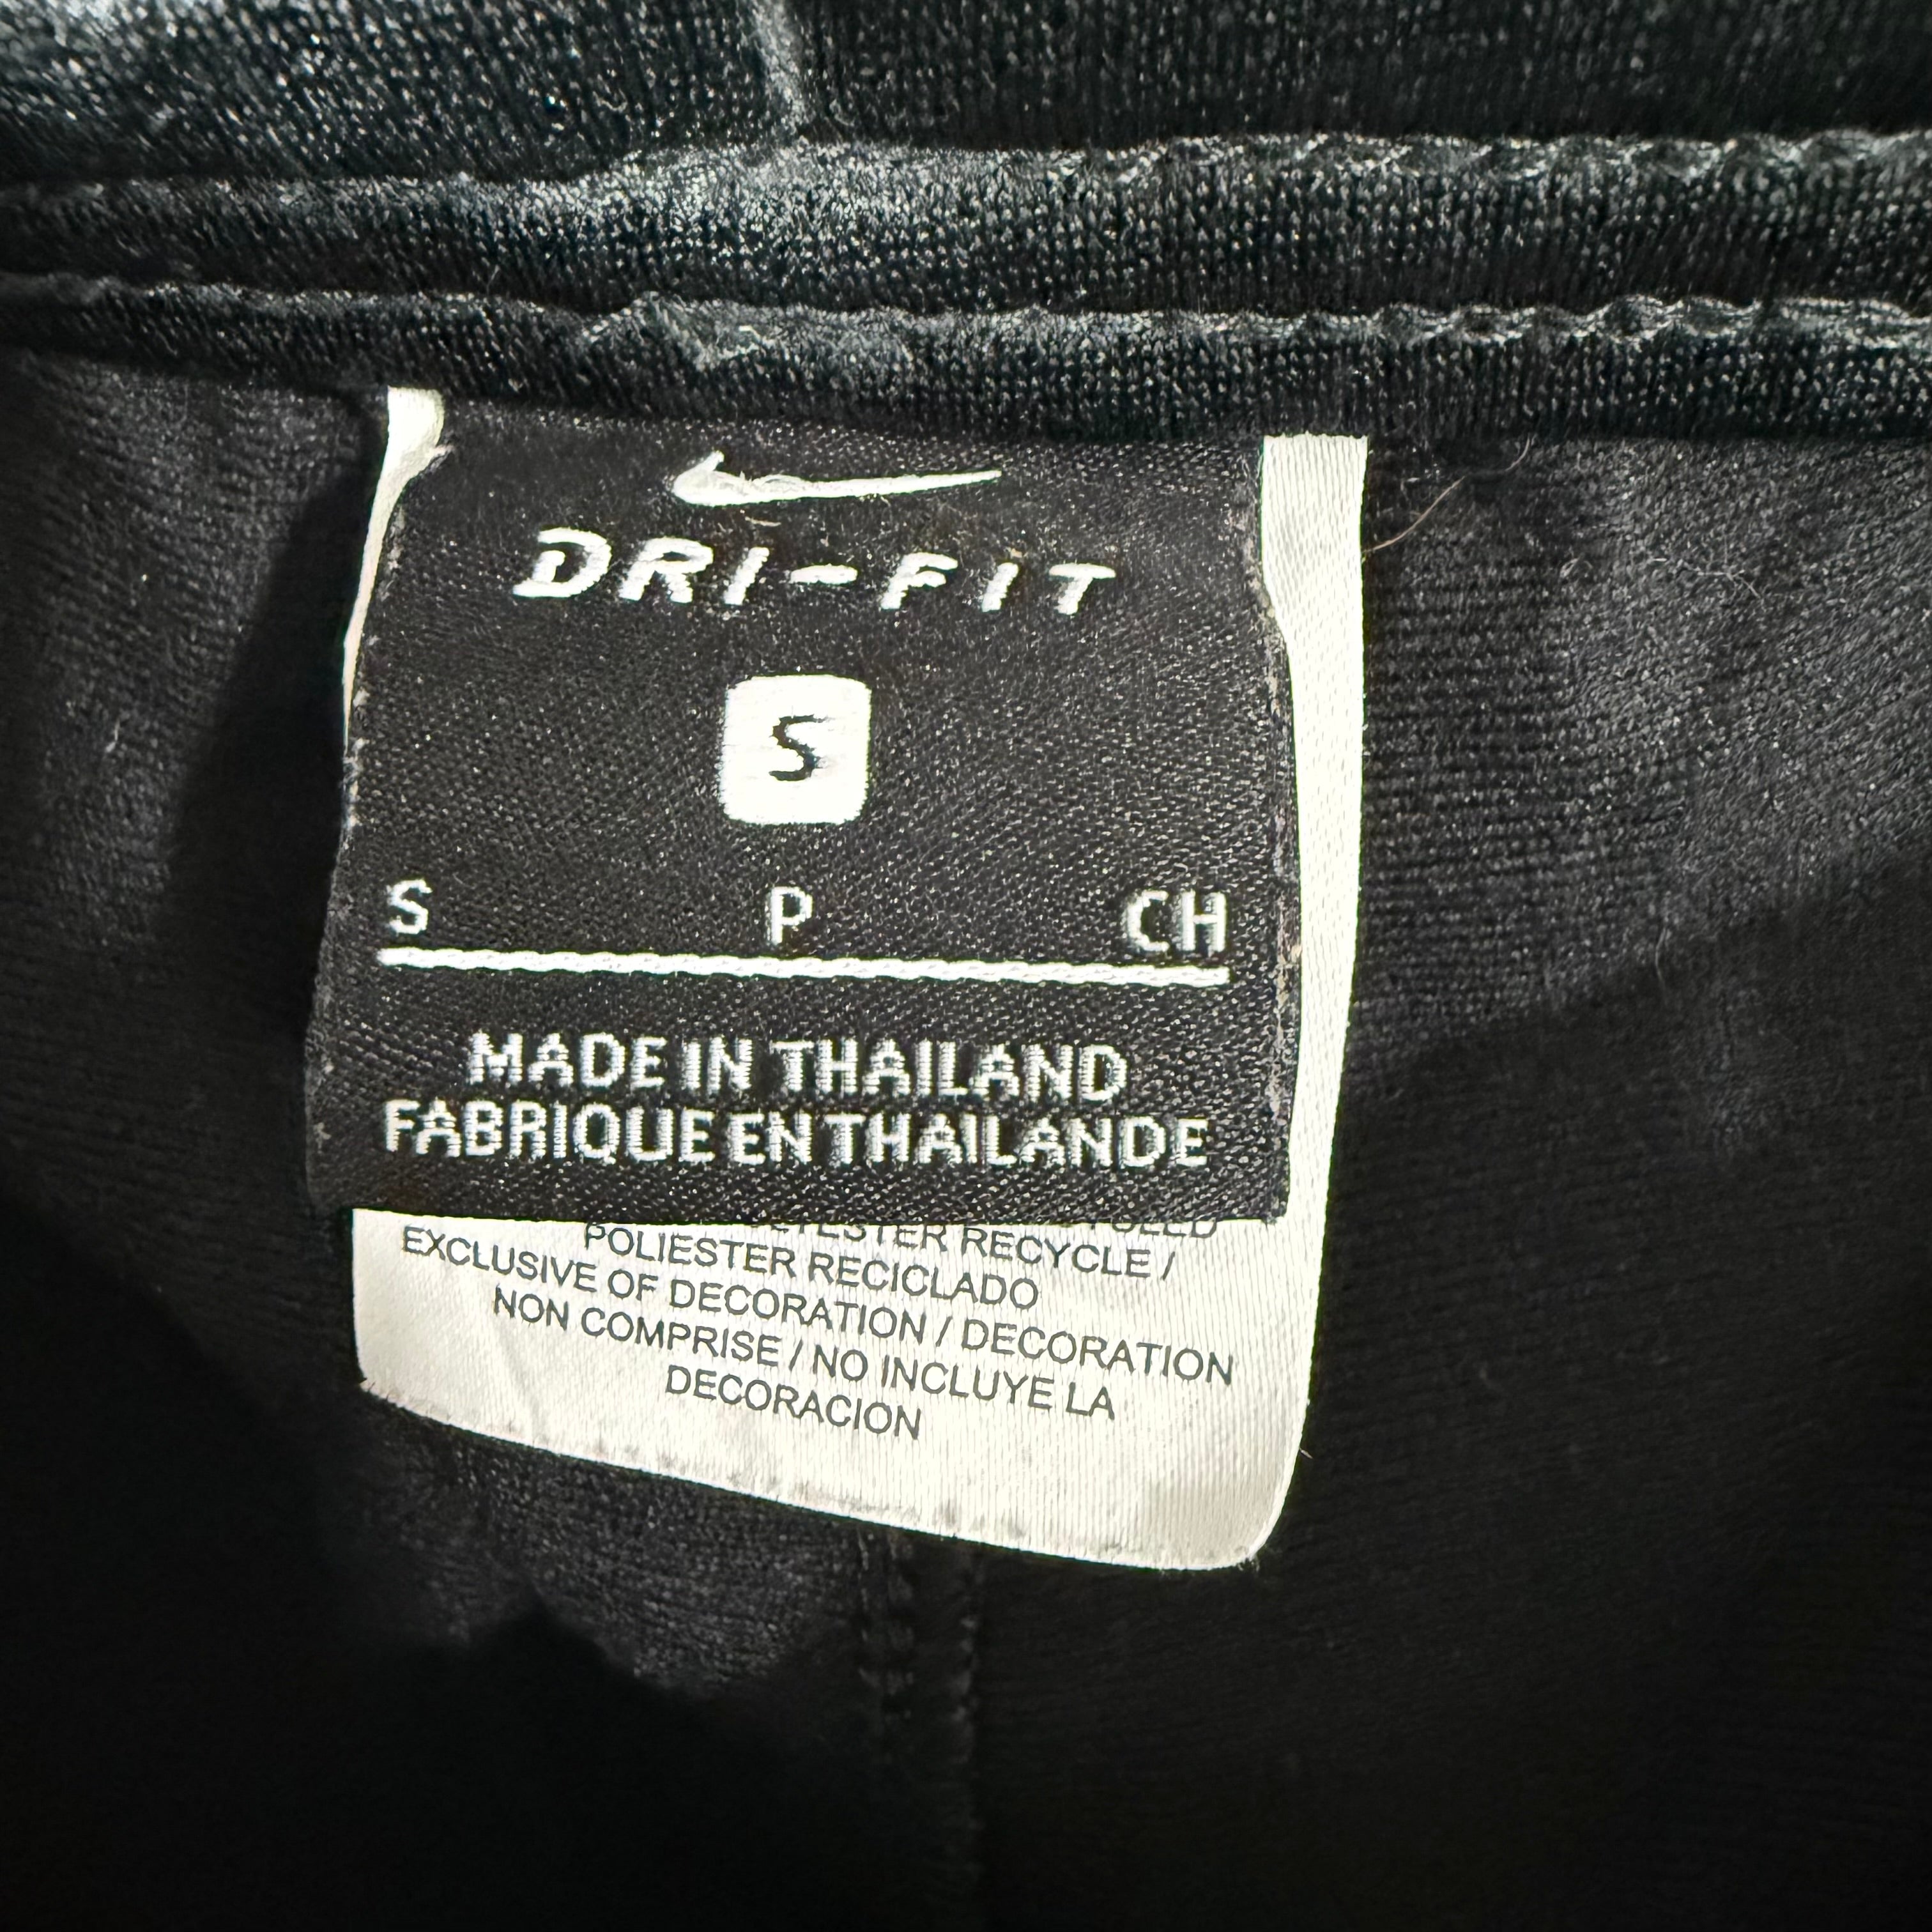 DRI-FIT
S
S P CH
MADE IN THAILAND
FABRIQUE EN THAILANDE
RECYCLE /
POLIESTER RECICLADO
EXCLUSIVE OF DECORATION / DECORATION
NON COMPRISE / NO INCLUYE LA
DECORACION